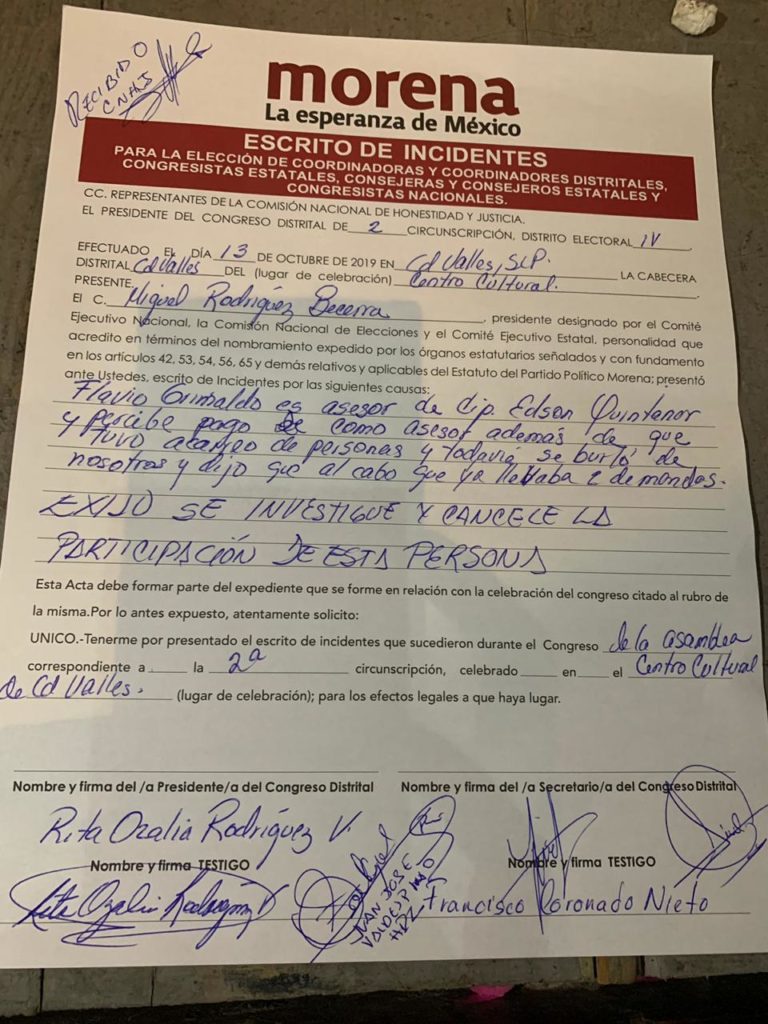 RECIBIDO
CNHJ
morena
La esperanza de México
ESCRITO DE INCIDENTES
PARA LA ELECCIÓN DE COORDINADORAS Y COORDINADORES DISTRITALES,
CONGRESISTAS ESTATALES, CONSEJERAS Y CONSEJEROS ESTATALES Y
CONGRESISTAS NACIONALES.
CC. REPRESENTANTES DE LA COMISIÓN NACIONAL DE HONESTIDAD Y JUSTICIA.
EL PRESIDENTE DEL CONGRESO DISTRITAL DE 2 CIRCUNSCRIPCIÓN, DISTRITO ELECTORAL IV,
EFECTUADO EL DÍA 13 DE OCTUBRE DE 2019 EN Cd Valles, SLP. LA CABECERA
DISTRITAL Cd Valles DEL (lugar de celebración) Centro Cultural.
PRESENTE.
El C. Miguel Rodríguez Becerra, presidente designado por el Comité
Ejecutivo Nacional, la Comisión Nacional de Elecciones y el Comité Ejecutivo Estatal, personalidad que
acredito en términos del nombramiento expedido por los órganos estatutarios señalados y con fundamento
en los artículos 42, 53, 54, 56, 65 y demás relativos y aplicables del Estatuto del Partido Político Morena; presentó
ante Ustedes, escrito de Incidentes por las siguientes causas:
Flavio Grimaldo es asesor de dip. Edson Quintenar
y percibe pago de como asesor además de que
tuvo acarreo de personas y todavía se burló de
nosotros y dijo que al cabo que ya llevaba 2 demandas.
EXIJO SE INVESTIGUE Y CANCELE LA
PARTICIPACIÓN DE ESTA PERSONA
Esta Acta debe formar parte del expediente que se forme en relación con la celebración del congreso citado al rubro de
la misma.Por lo antes expuesto, atentamente solicito:
UNICO.-Tenerme por presentado el escrito de incidentes que sucedieron durante el Congreso de la asamblea
correspondiente a la 2ª circunscripción, celebrado en el Centro Cultural
de Cd Valles. (lugar de celebración); para los efectos legales a que haya lugar.
Nombre y firma del /a Presidente/a del Congreso Distrital
Nombre y firma del /a Secretario/a del Congreso Distrital
Rita Ozalia Rodríguez V.
Nombre y firma TESTIGO
Nombre y firma TESTIGO
Rita Ozalia Rodríguez V
JUAN JOSE
Francisco Coronado Nieto